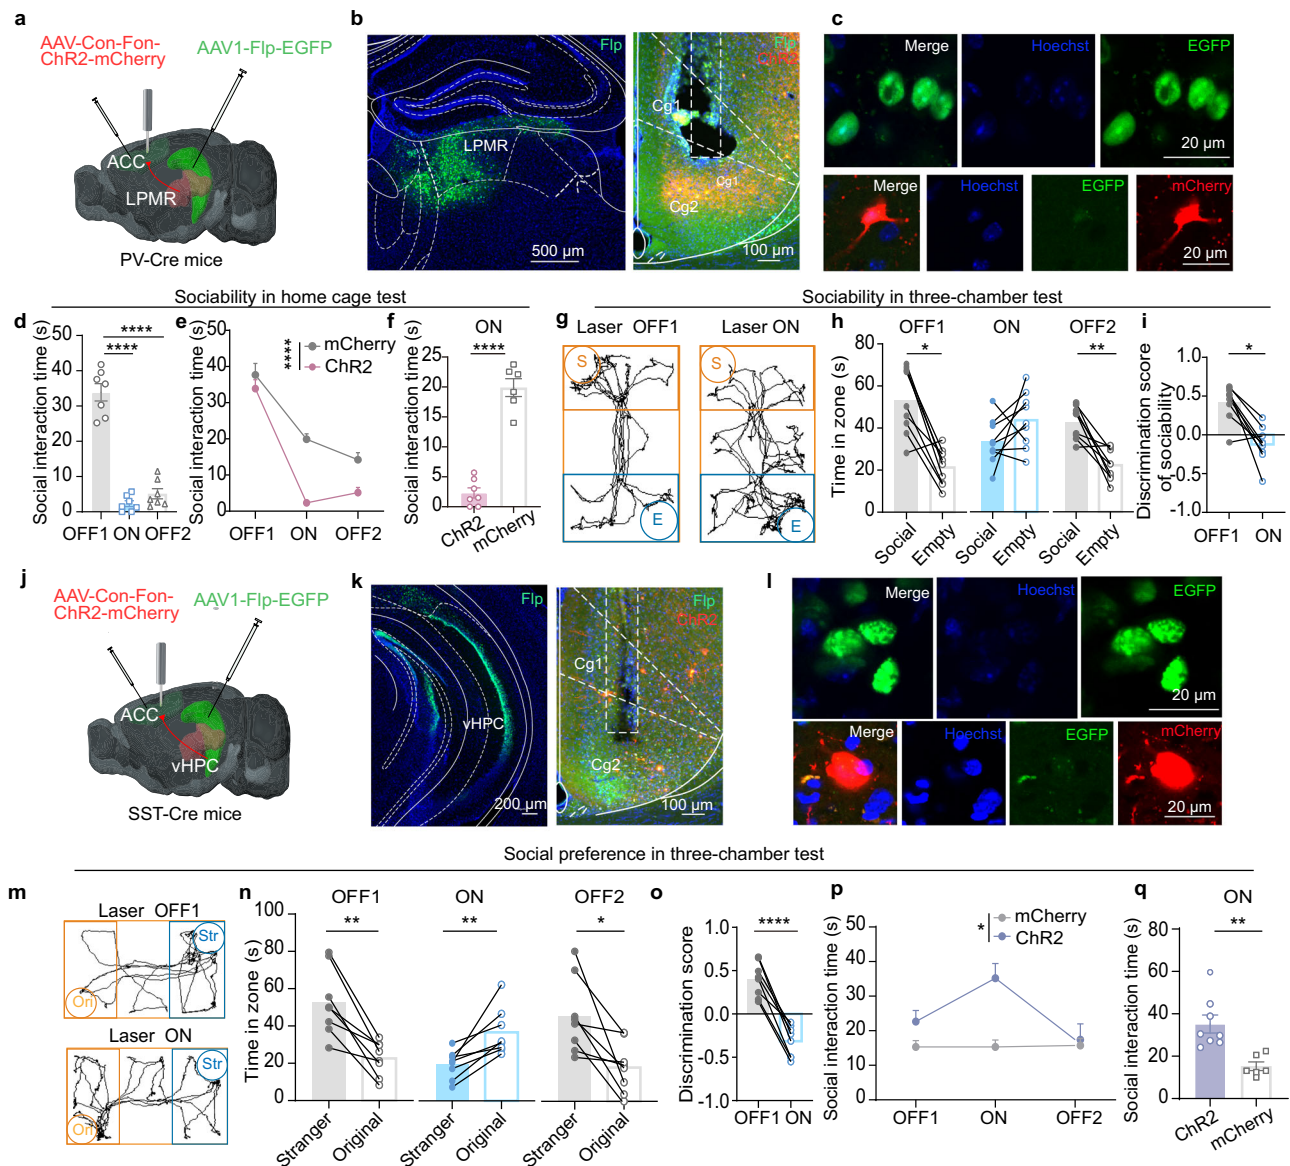 a
AAV-Con-Fon-
ChR2-mCherry
AAV1-Flp-EGFP
ACC
LPMR
PV-Cre mice
b
Flp
LPMR
500 µm
Flp
ChR2
Cg1
Cg1
Cg2
100 µm
c
Merge
Hoechst
EGFP
20 µm
Merge
Hoechst
EGFP
mCherry
20 µm
Sociability in home cage test
d
Social interaction time (s)
50
40
30
20
10
0
****
****
OFF1 ON OFF2
e
Social interaction time (s)
50
40
30
20
10
0
****
mCherry
ChR2
OFF1
ON
OFF2
f
ON
Social interaction time (s)
25
20
15
10
5
0
****
ChR2
mCherry
Sociability in three-chamber test
g
Laser OFF1
Laser ON
S
E
S
E
h
OFF1
ON
OFF2
Time in zone (s)
80
60
40
20
0
*
**
Social
Empty
Social
Empty
Social
Empty
i
Discrimination score
of sociability
1.0
0.5
0.0
-0.5
-1.0
*
OFF1
ON
j
AAV-Con-Fon-
ChR2-mCherry
AAV1-Flp-EGFP
ACC
vHPC
SST-Cre mice
k
Flp
vHPC
200 µm
Flp
ChR2
Cg1
Cg2
100 µm
l
Merge
Hoechst
EGFP
20 µm
Merge
Hoechst
EGFP
mCherry
20 µm
Social preference in three-chamber test
m
Laser OFF1
Str
Ori
Laser ON
Str
Ori
n
OFF1
ON
OFF2
Time in zone (s)
100
80
60
40
20
0
**
**
*
Stranger
Original
Stranger
Original
Stranger
Original
o
Discrimination score
1.0
0.5
0.0
-0.5
-1.0
****
OFF1 ON
p
Social interaction time (s)
50
40
30
20
10
0
*
mCherry
ChR2
OFF1
ON
OFF2
q
ON
Social interaction time (s)
80
60
40
20
0
**
ChR2
mCherry